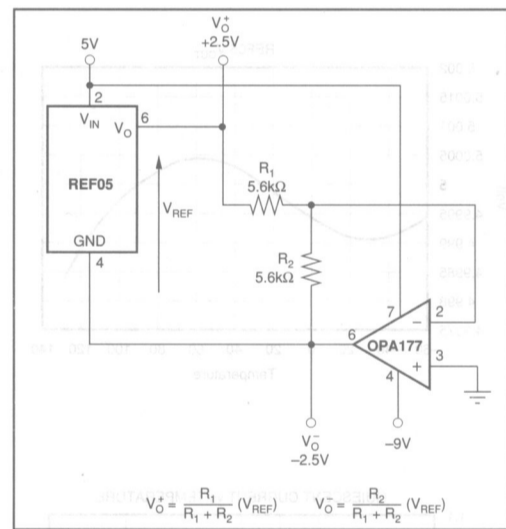 V_O^+
+2.5V
5V
2
V_IN
V_O
6
REF05
GND
4
V_REF
R_1
5.6kΩ
R_2
5.6kΩ
7
2
−
6
OPA177
+
3
4
V_O^-
−2.5V
−9V
V_O^+ = R_1 / (R_1 + R_2) (V_REF)  V_O^- = R_2 / (R_1 + R_2) (V_REF)